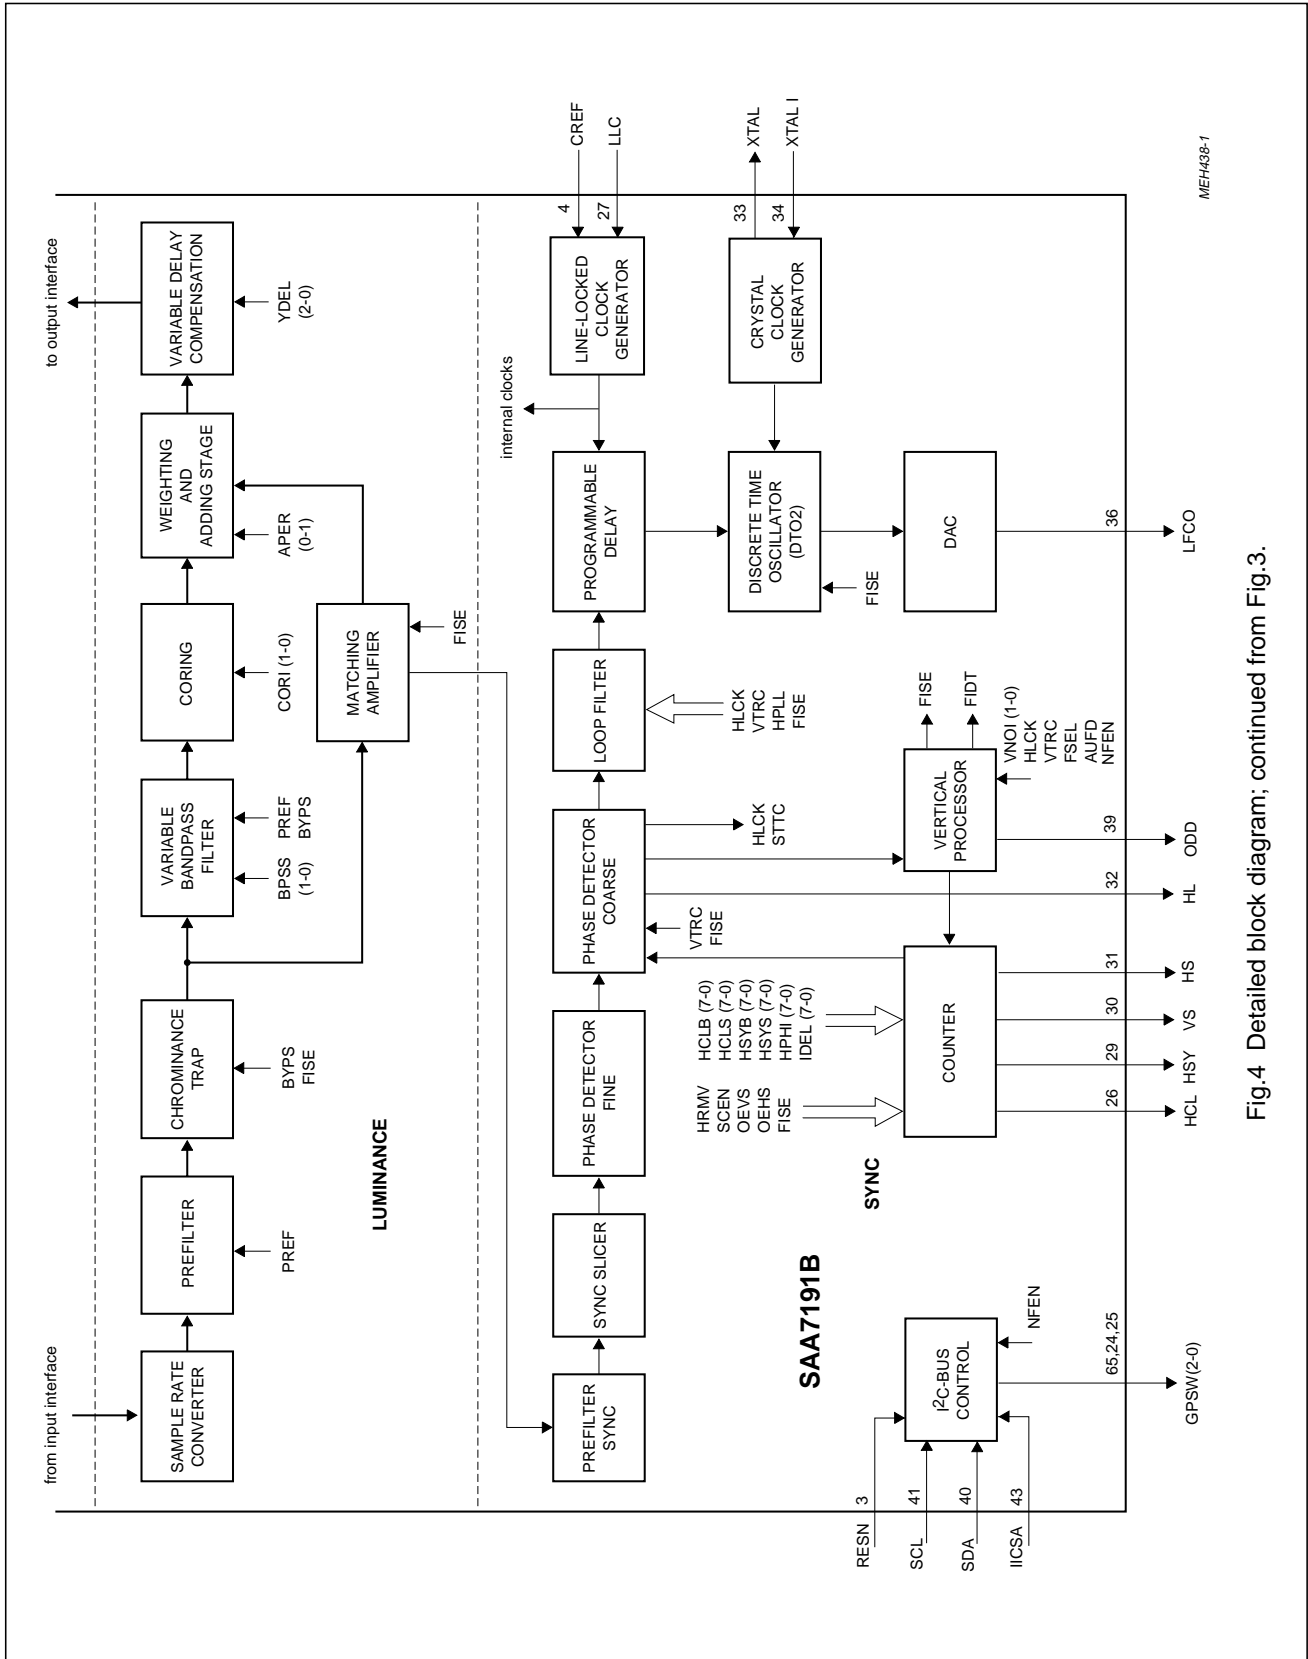 from input interface
to output interface
SAMPLE RATE
CONVERTER
PREFILTER
PREF
CHROMINANCE
TRAP
BYPS
FISE
VARIABLE
BANDPASS
FILTER
BPSS
(1-0)
PREF
BYPS
CORING
CORI (1-0)
WEIGHTING
AND
ADDING STAGE
APER
(0-1)
VARIABLE DELAY
COMPENSATION
YDEL
(2-0)
MATCHING
AMPLIFIER
FISE
LUMINANCE
internal clocks
PREFILTER
SYNC
SYNC SLICER
PHASE DETECTOR
FINE
PHASE DETECTOR
COARSE
LOOP FILTER
PROGRAMMABLE
DELAY
LINE-LOCKED
CLOCK
GENERATOR
4
CREF
27
LLC
VTRC
FISE
HLCK
STTC
HLCK
VTRC
HPLL
FISE
DISCRETE TIME
OSCILLATOR
(DTO2)
FISE
CRYSTAL
CLOCK
GENERATOR
33
XTAL
34
XTAL I
DAC
36
LFCO
HRMV
SCEN
OEVS
OEHS
FISE
HCLB (7-0)
HCLS (7-0)
HSYB (7-0)
HSYS (7-0)
HPHI (7-0)
IDEL (7-0)
COUNTER
VERTICAL
PROCESSOR
FISE
FIDT
VNOI (1-0)
HLCK
VTRC
FSEL
AUFD
NFEN
SYNC
SAA7191B
RESN
3
SCL
41
SDA
40
IICSA
43
I2C-BUS
CONTROL
NFEN
65,24,25
GPSW(2-0)
26
HCL
29
HSY
30
VS
31
HS
32
HL
39
ODD
MEH438-1
Fig.4 Detailed block diagram; continued from Fig.3.